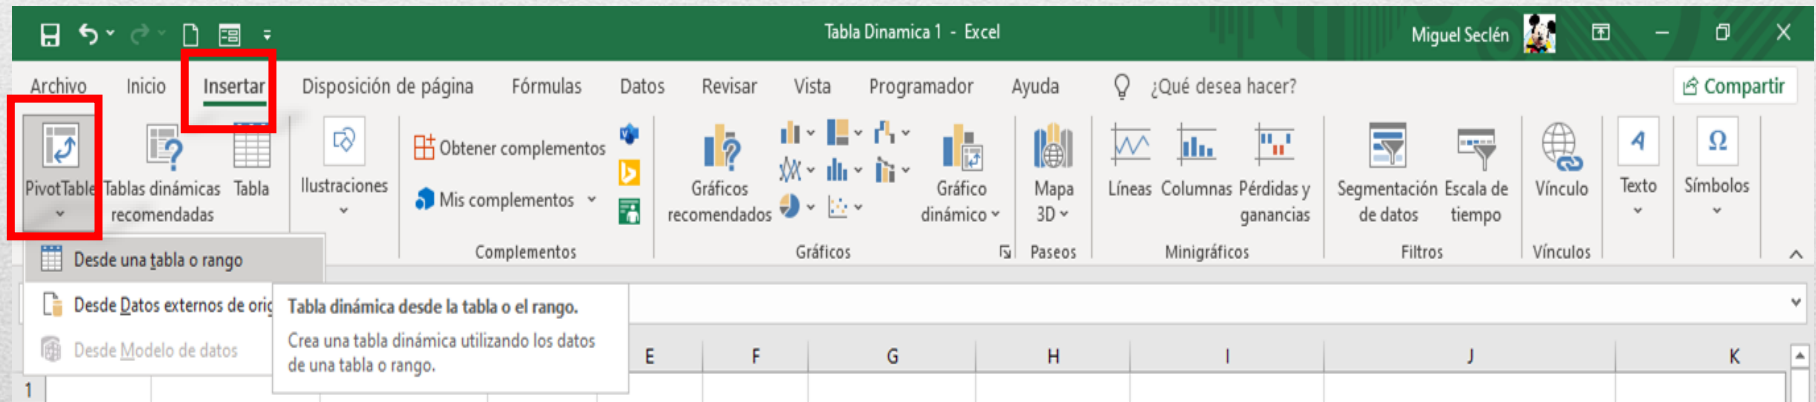 Tabla Dinamica 1 - Excel
Miguel Seclén
Archivo Inicio Insertar Disposición de página Fórmulas Datos Revisar Vista Programador Ayuda ¿Qué desea hacer? Compartir
PivotTable
Tablas dinámicas
recomendadas
Tabla
Ilustraciones
Obtener complementos
Mis complementos
Complementos
Gráficos
recomendados
Gráfico
dinámico
Gráficos
Mapa
3D
Paseos
Líneas
Columnas
Pérdidas y
ganancias
Minigráficos
Segmentación
de datos
Escala de
tiempo
Filtros
Vínculo
Vínculos
Texto
Símbolos
Desde una tabla o rango
Desde Datos externos de orig
Desde Modelo de datos
Tabla dinámica desde la tabla o el rango.
Crea una tabla dinámica utilizando los datos
de una tabla o rango.
E F G H I J K
1